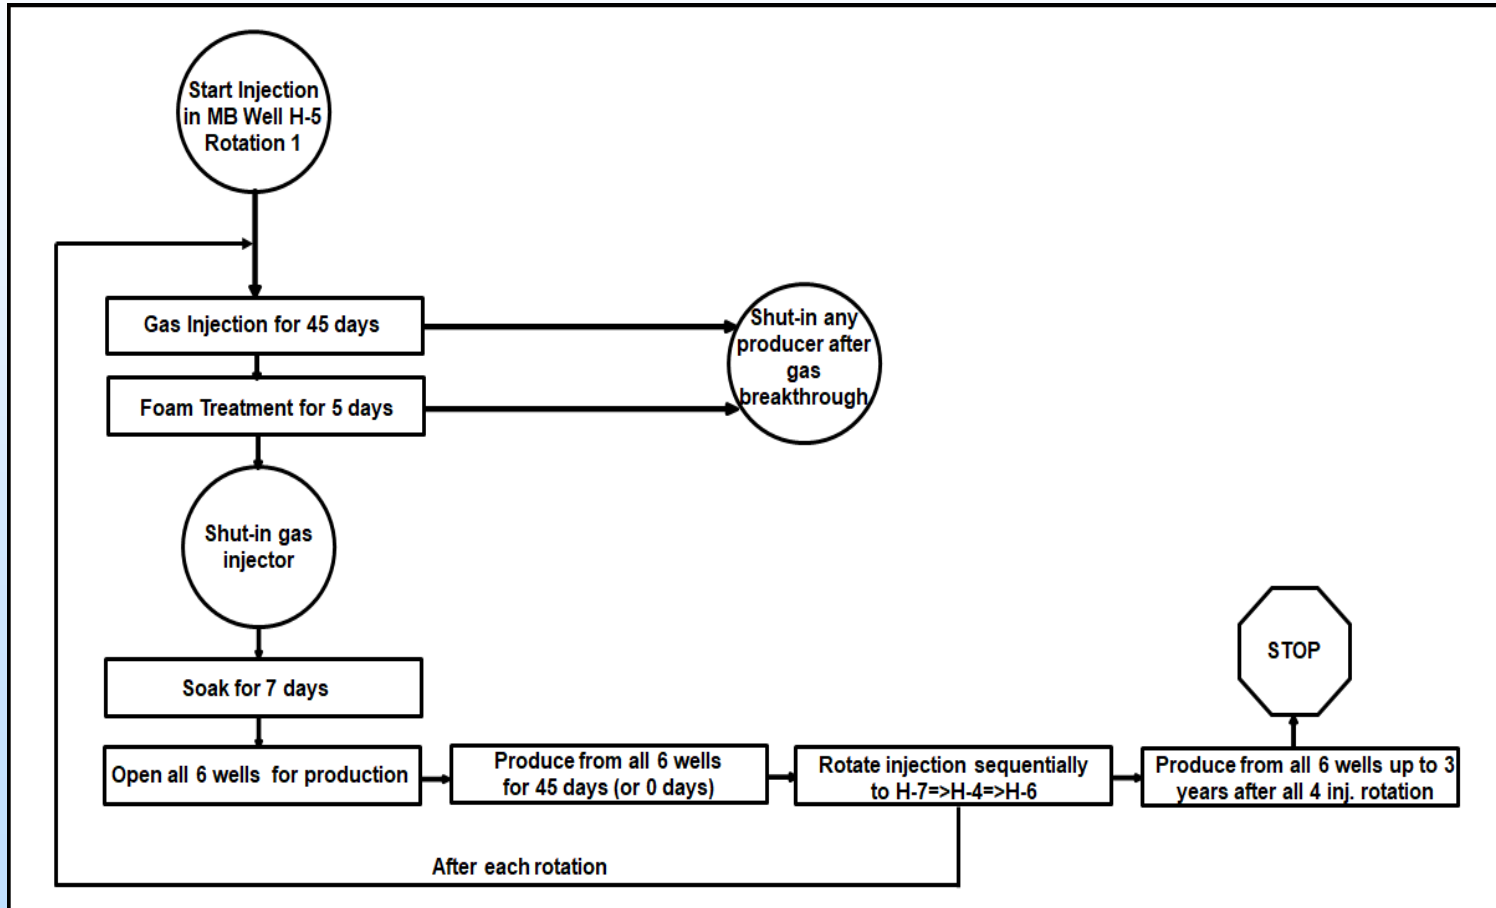 Start Injection
in MB Well H-5
Rotation 1
Gas Injection for 45 days
Shut-in any
producer after
gas
breakthrough
Foam Treatment for 5 days
Shut-in gas
injector
Soak for 7 days
STOP
Open all 6 wells for production
Produce from all 6 wells
for 45 days (or 0 days)
Rotate injection sequentially
to H-7=>H-4=>H-6
Produce from all 6 wells up to 3
years after all 4 inj. rotation
After each rotation